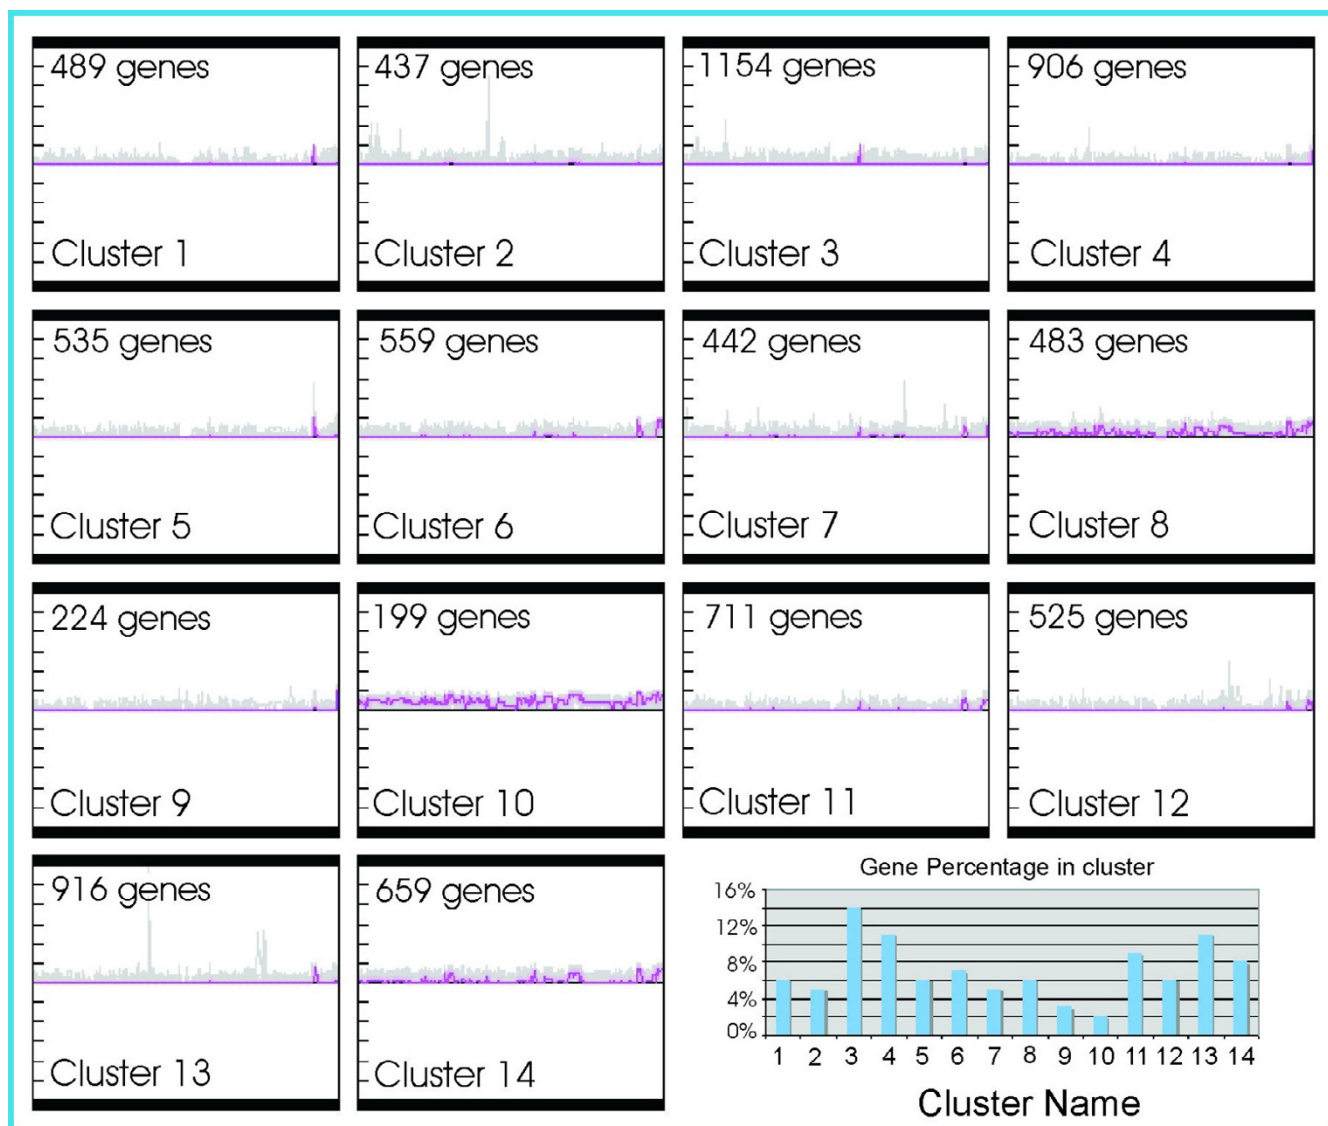 489 genes
437 genes
1154 genes
906 genes
Cluster 1
Cluster 2
Cluster 3
Cluster 4
535 genes
559 genes
442 genes
483 genes
Cluster 5
Cluster 6
Cluster 7
Cluster 8
224 genes
199 genes
711 genes
525 genes
Cluster 9
Cluster 10
Cluster 11
Cluster 12
916 genes
659 genes
Cluster 13
Cluster 14
Gene Percentage in cluster
16%
12%
8%
4%
0%
1 2 3 4 5 6 7 8 9 10 11 12 13 14
Cluster Name